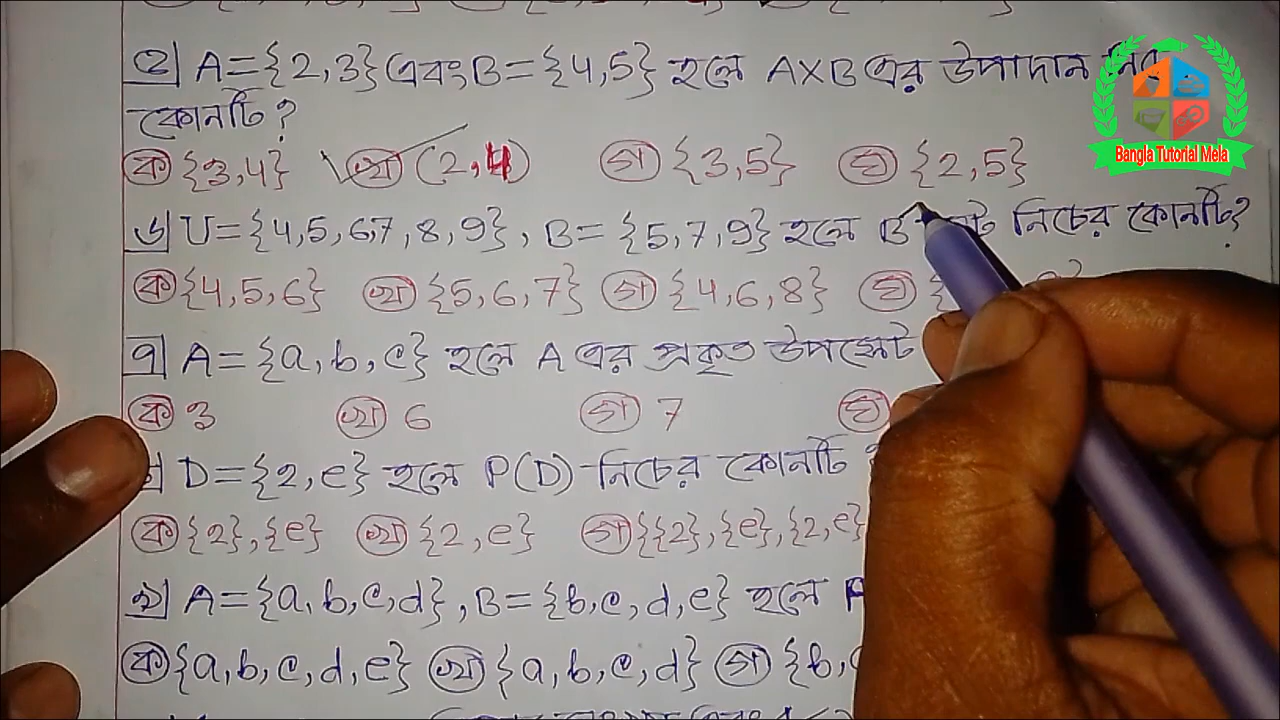 ৫| A={2,3} এবং B={4,5} হলে A×B এর উপাদান
কোনটি?
ক {3,4} খ (2,4) গ {3,5} ঘ {2,5}
৬| U={4,5,6,7,8,9}, B={5,7,9} হলে নিচের কোনটি?
ক {4,5,6} খ {5,6,7} গ {4,6,8} ঘ
৭| A={a,b,c} হলে A এর প্রকৃত উপসেট
ক 3 খ 6 গ 7 ঘ
D={2,e} হলে P(D) নিচের কোনটি ?
ক {2},{e} খ {2,e} গ {{2},{e},{2,e}
৯| A={a,b,c,d}, B={b,c,d,e} হলে
ক {a,b,c,d,e} খ {a,b,c,d} গ {b,
Bangla Tutorial Mela